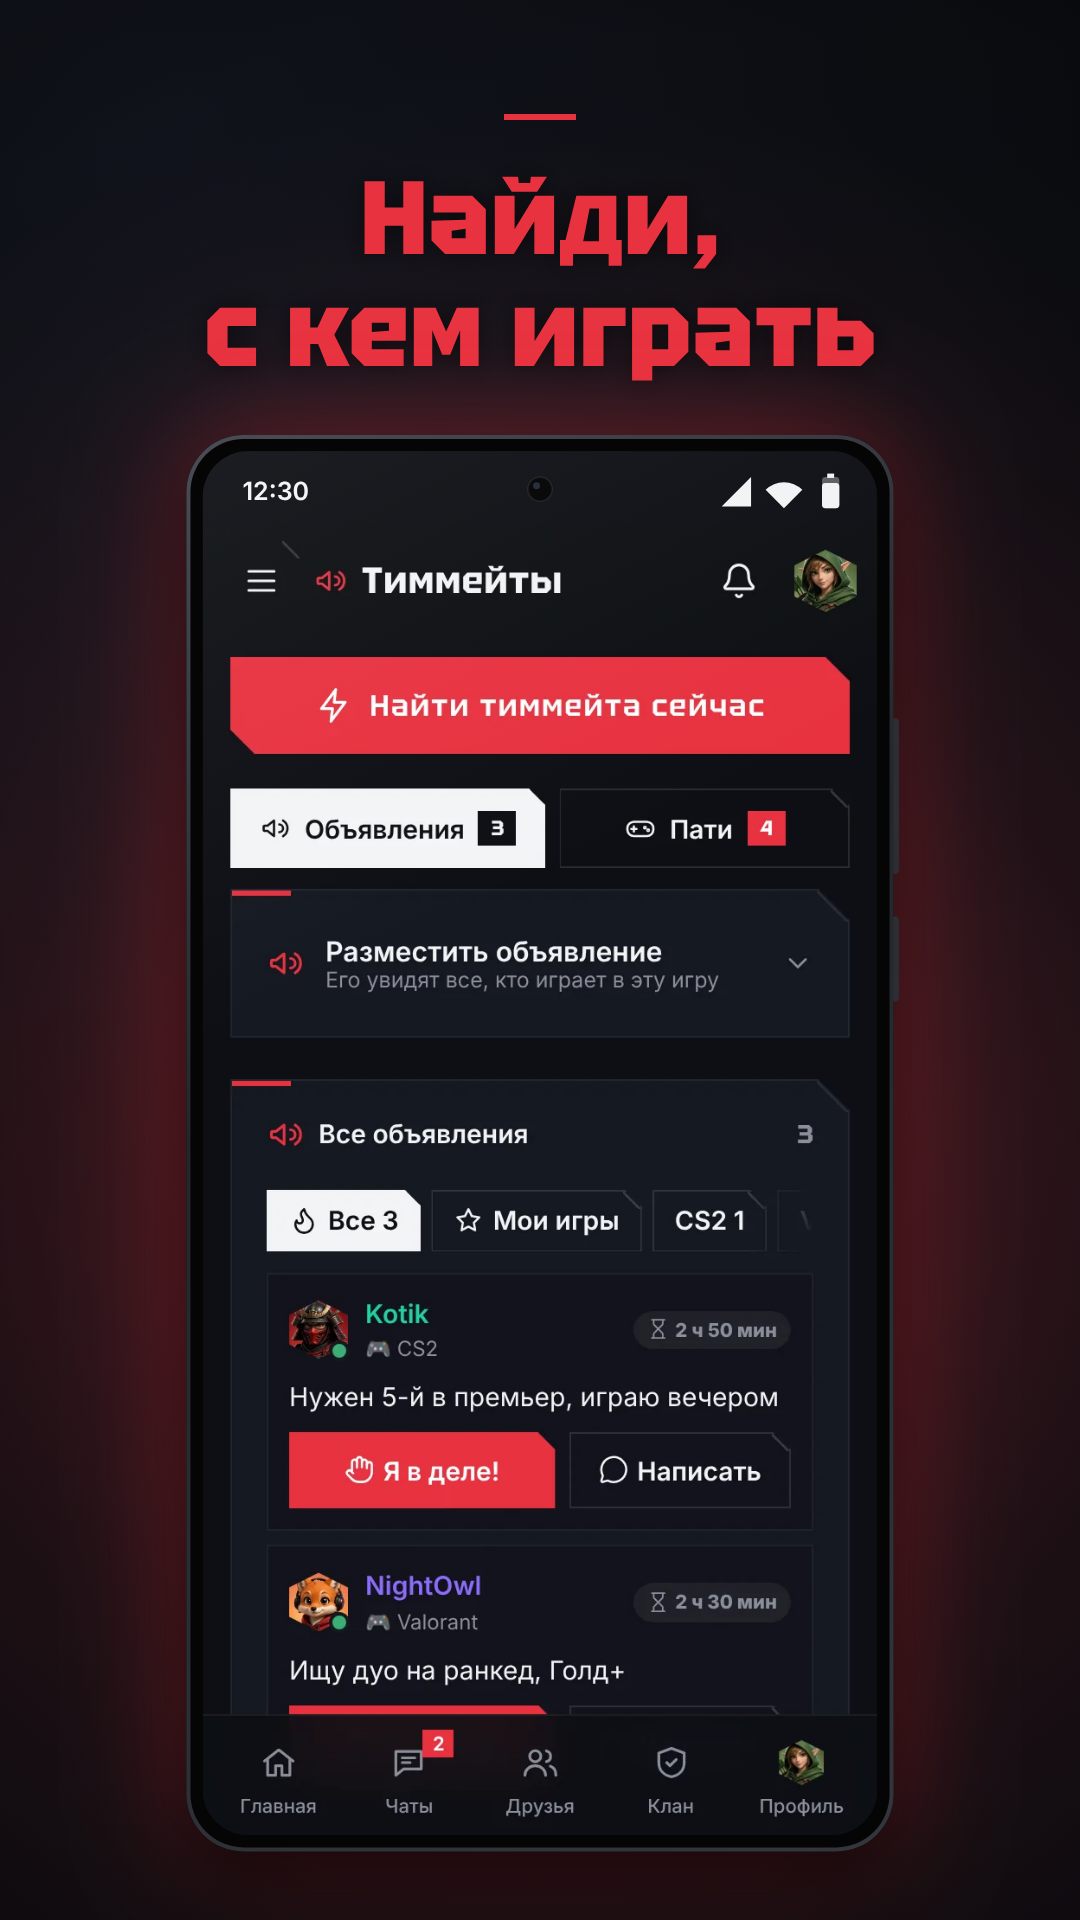 Найди,
с кем играть
12:30
Тиммейты
Найти тиммейта сейчас
Объявления 3
Пати 4
Разместить объявление
Его увидят все, кто играет в эту игру
Все объявления 3
Все 3
Мои игры
CS2 1
Kotik
CS2
2 ч 50 мин
Нужен 5-й в премьер, играю вечером
Я в деле!
Написать
NightOwl
Valorant
2 ч 30 мин
Ищу дуо на ранкед, Голд+
2
Главная
Чаты
Друзья
Клан
Профиль